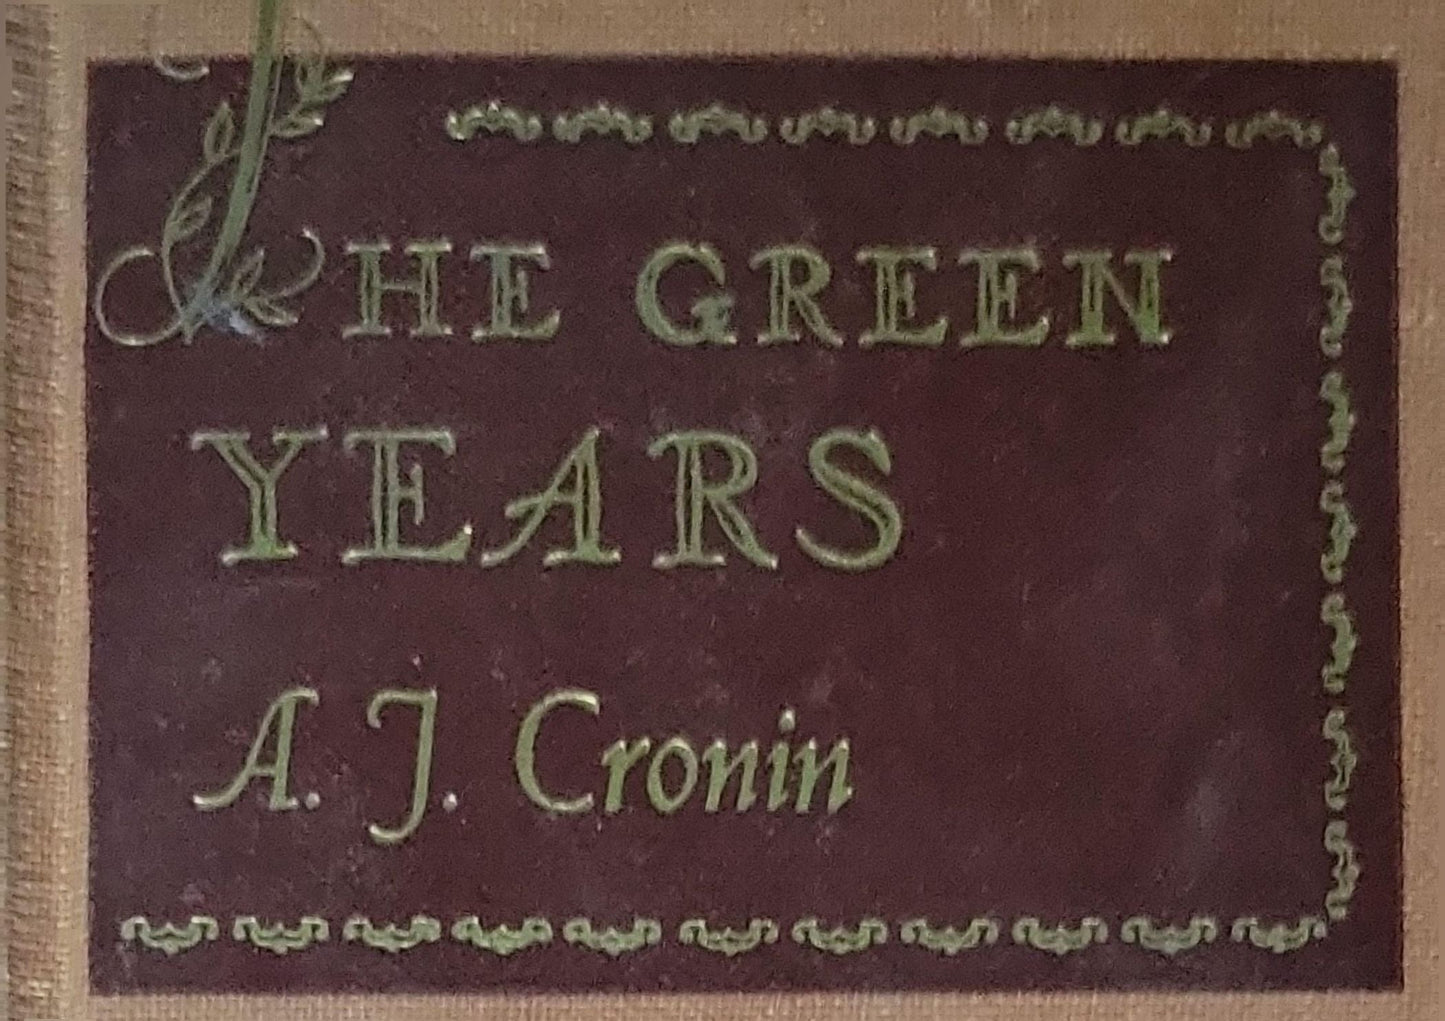 THE GREEN
YEARS
A. J. Cronin